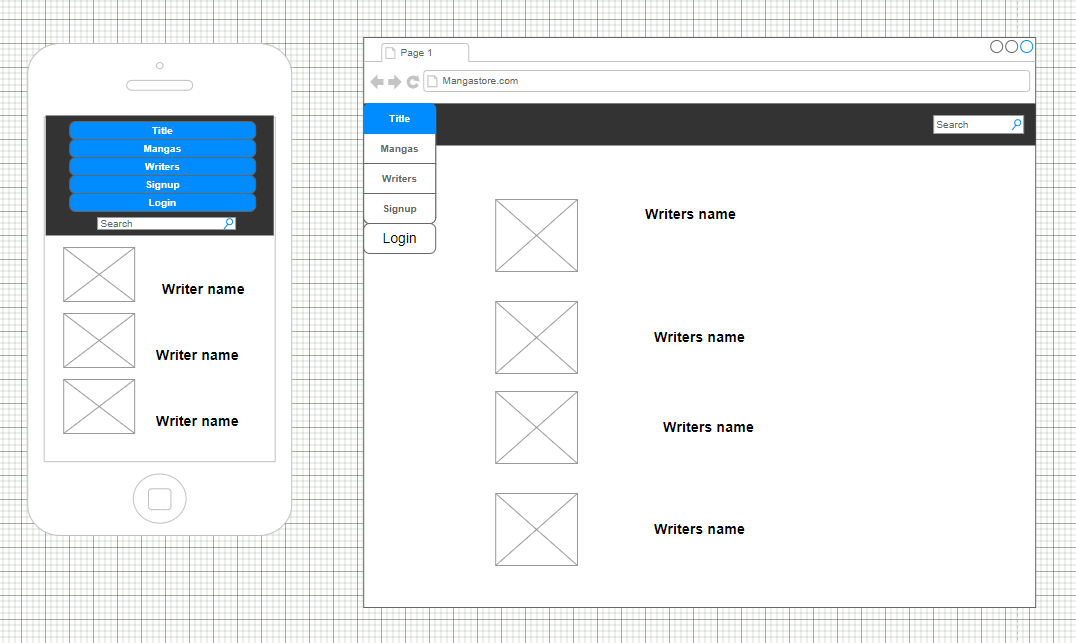 Title
Mangas
Writers
Signup
Login
Search
Writer name
Writer name
Writer name
Page 1
Mangastore.com
Title
Search
Mangas
Writers
Signup
Login
Writers name
Writers name
Writers name
Writers name